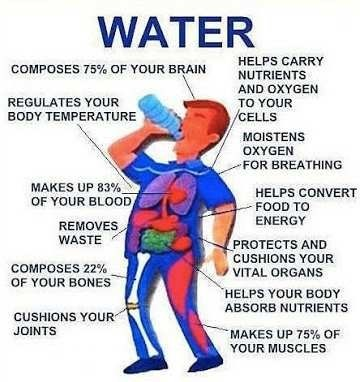 WATER
COMPOSES 75% OF YOUR BRAIN
HELPS CARRY
NUTRIENTS
AND OXYGEN
TO YOUR
CELLS
REGULATES YOUR
BODY TEMPERATURE
MOISTENS
OXYGEN
FOR BREATHING
MAKES UP 83%
OF YOUR BLOOD
HELPS CONVERT
FOOD TO
ENERGY
REMOVES
WASTE
PROTECTS AND
CUSHIONS YOUR
VITAL ORGANS
COMPOSES 22%
OF YOUR BONES
HELPS YOUR BODY
ABSORB NUTRIENTS
CUSHIONS YOUR
JOINTS
MAKES UP 75% OF
YOUR MUSCLES